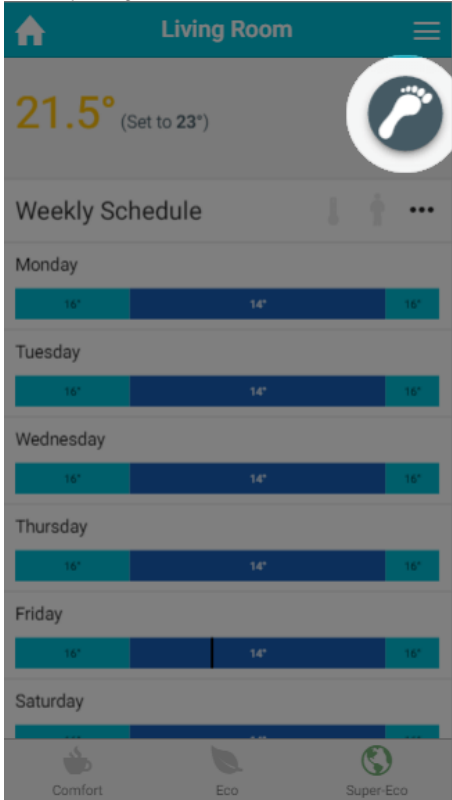 Living Room
21.5° (Set to 23°)
Weekly Schedule
Monday
16° 14° 16°
Tuesday
16° 14° 16°
Wednesday
16° 14° 16°
Thursday
16° 14° 16°
Friday
16° 14° 16°
Saturday
Comfort Eco Super-Eco